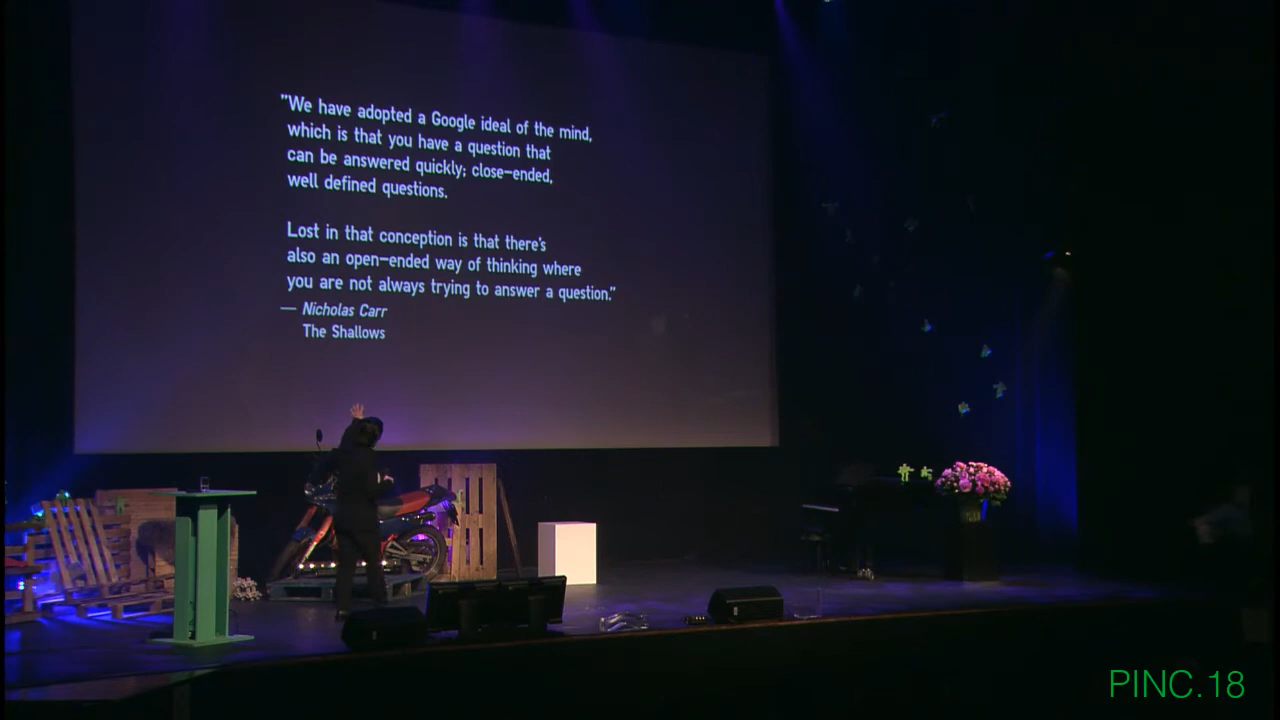 "We have adopted a Google ideal of the mind,
which is that you have a question that
can be answered quickly; close-ended,
well defined questions.
Lost in that conception is that there's
also an open-ended way of thinking where
you are not always trying to answer a question."
— Nicholas Carr
The Shallows
PINC.18